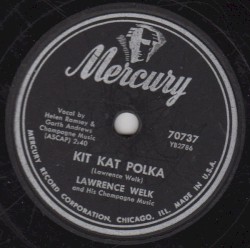 Mercury
Vocal by
Helen Ramsey &
Garth Andrews
Champagne Music
(ASCAP) 2:40
70737
YB2786
KIT KAT POLKA
(Lawrence Welk)
LAWRENCE WELK
and His Champagne Music
MERCURY RECORD CORPORATION, CHICAGO, ILL. MADE IN U.S.A.